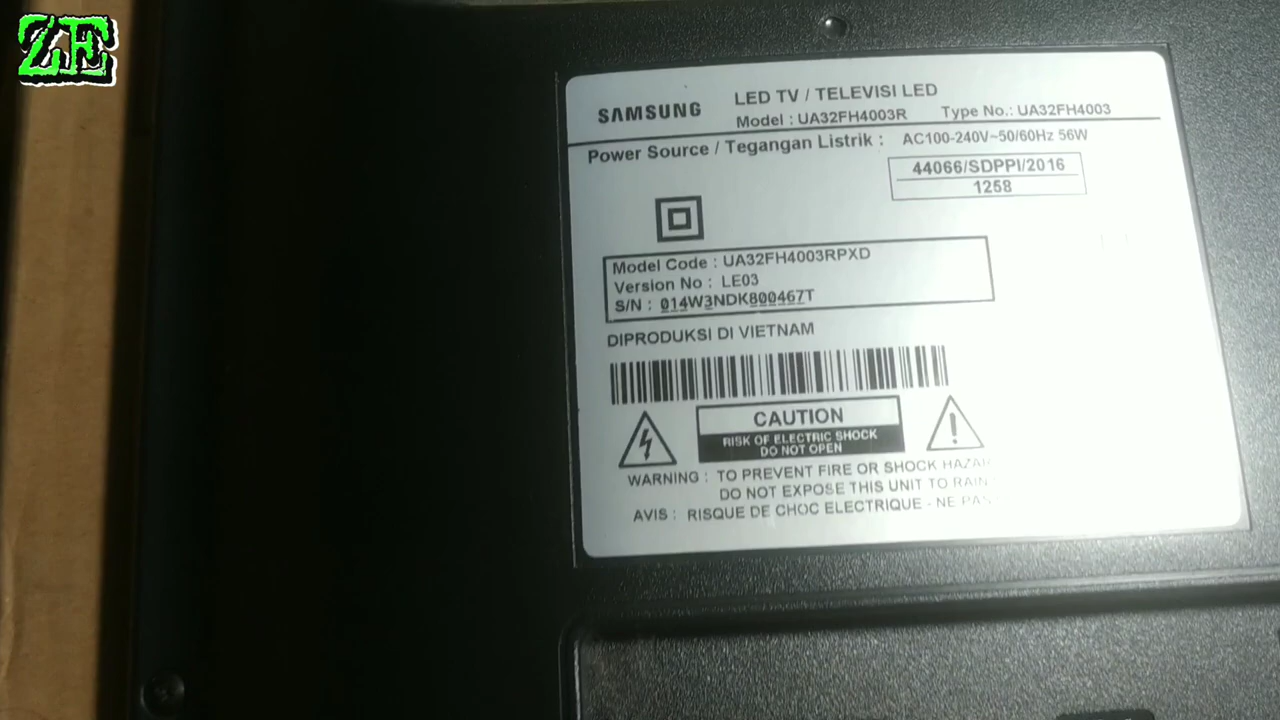 ZE
SAMSUNG
LED TV / TELEVISI LED
Model : UA32FH4003R Type No.: UA32FH4003
Power Source / Tegangan Listrik : AC100-240V~50/60Hz 56W
44066/SDPPI/2016
1258
Model Code : UA32FH4003RPXD
Version No : LE03
S/N : 014W3NDK800467T
DIPRODUKSI DI VIETNAM
CAUTION
RISK OF ELECTRIC SHOCK
DO NOT OPEN
WARNING : TO PREVENT FIRE OR SHOCK
DO NOT EXPOSE THIS UNIT TO RAIN
AVIS : RISQUE DE CHOC ELECTRIQUE - NE